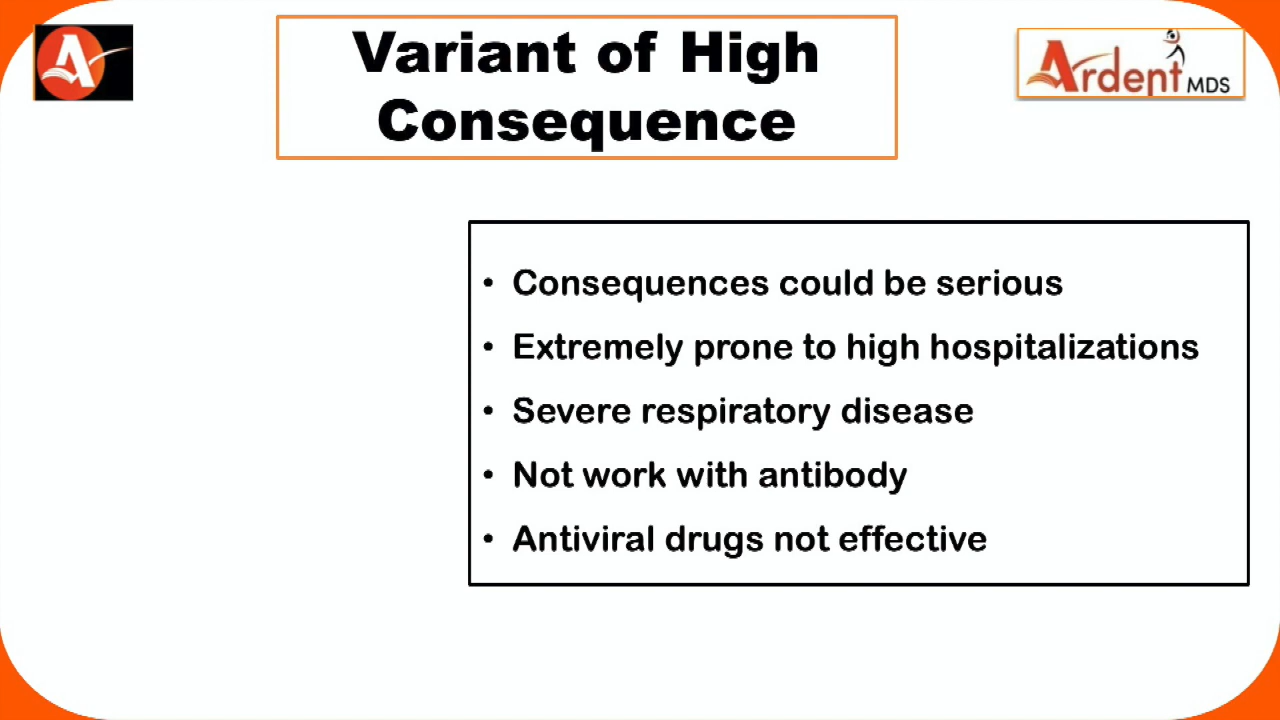 Variant of High
Consequence
Ardent MDS
• Consequences could be serious
• Extremely prone to high hospitalizations
• Severe respiratory disease
• Not work with antibody
• Antiviral drugs not effective